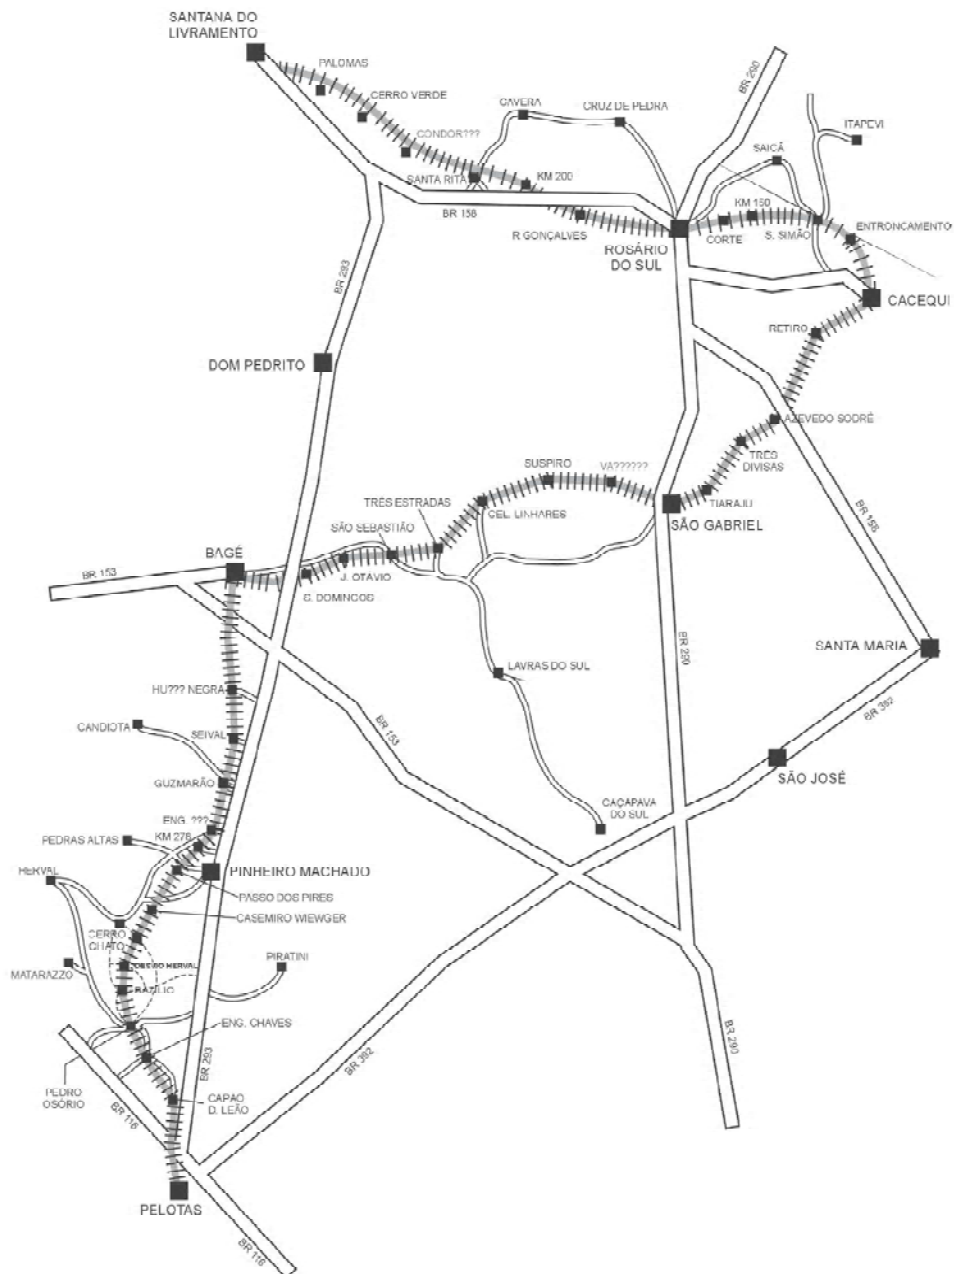 SANTANA DO
LIVRAMENTO
PALOMAS
CERRO VERDE
CONDOR???
CAVERA
CRUZ DE PEDRA
BR 290
ITAPEVI
SAICÃ
SANTA RITA
KM 200
BR 158
R GONÇALVES
ROSÁRIO
DO SUL
CORTE
KM 160
S. SIMÃO
ENTRONCAMENTO
CACEQUI
BR 293
RETIRO
DOM PEDRITO
AZEVEDO SODRÉ
TRÊS
DIVISAS
SUSPIRO
VA??????
TIARAJU
SÃO GABRIEL
TRÊS ESTRADAS
CEL. LINHARES
SÃO SEBASTIÃO
BAGÉ
BR 153
J. OTÁVIO
S. DOMINGOS
BR 290
SANTA MARIA
LAVRAS DO SUL
HU??? NEGRA
CANDIOTA
SEIVAL
BR 153
BR 392
SÃO JOSÉ
GUZMARÃO
CAÇAPAVA
DO SUL
ENG. ???
KM 276
PEDRAS ALTAS
HERVAL
PINHEIRO MACHADO
PASSO DOS PIRES
CASEMIRO WIEWGER
CERRO
CHATO
PIRATINI
MATARAZZO
DESVIO HERVAL
BASÍLIO
ENG. CHAVES
BR 290
BR 392
BR 293
PEDRO
OSÓRIO
CAPAO
D. LEÃO
BR 116
PELOTAS
BR 116